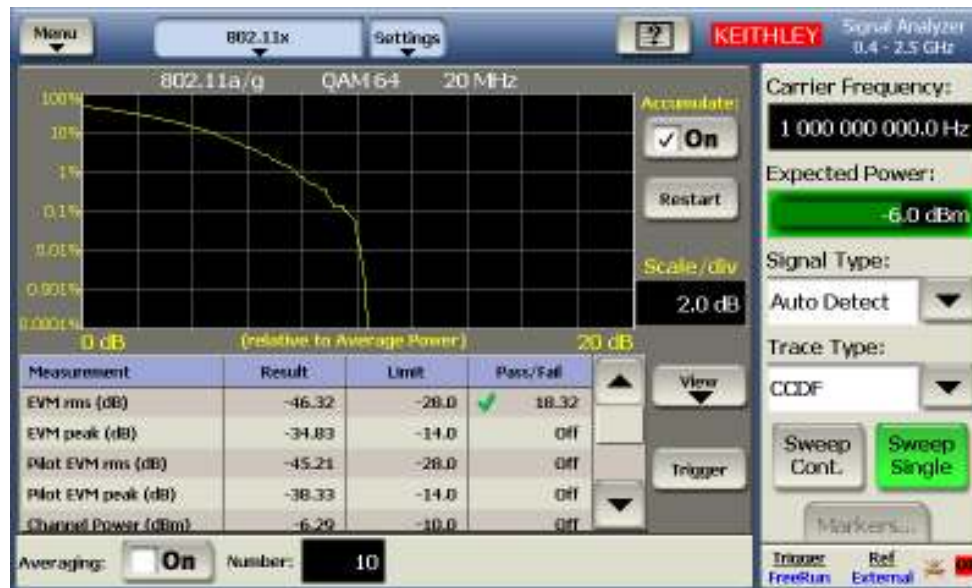 Menu 802.11x Settings ? KEITHLEY Signal Analyzer
0.4 - 2.5 GHz
802.11a/g QAM 64 20 MHz
100%
10%
1%
0.1%
0.01%
0.001%
0.0001%
0 dB (relative to Average Power) 20 dB
Accumulate:
On
Restart
Scale/div
2.0 dB
Measurement Result Limit Pass/Fail
EVM rms (dB) -46.32 -28.0 18.32
EVM peak (dB) -34.83 -14.0 Off
Pilot EVM rms (dB) -45.21 -28.0 Off
Pilot EVM peak (dB) -38.33 -14.0 Off
Channel Power (dBm) -6.29 -10.0 Off
View
Trigger
Averaging: On Number: 10
Carrier Frequency:
1 000 000 000.0 Hz
Expected Power:
-6.0 dBm
Signal Type:
Auto Detect
Trace Type:
CCDF
Sweep Cont.
Sweep Single
Markers...
Trigger Ref
FreeRun External